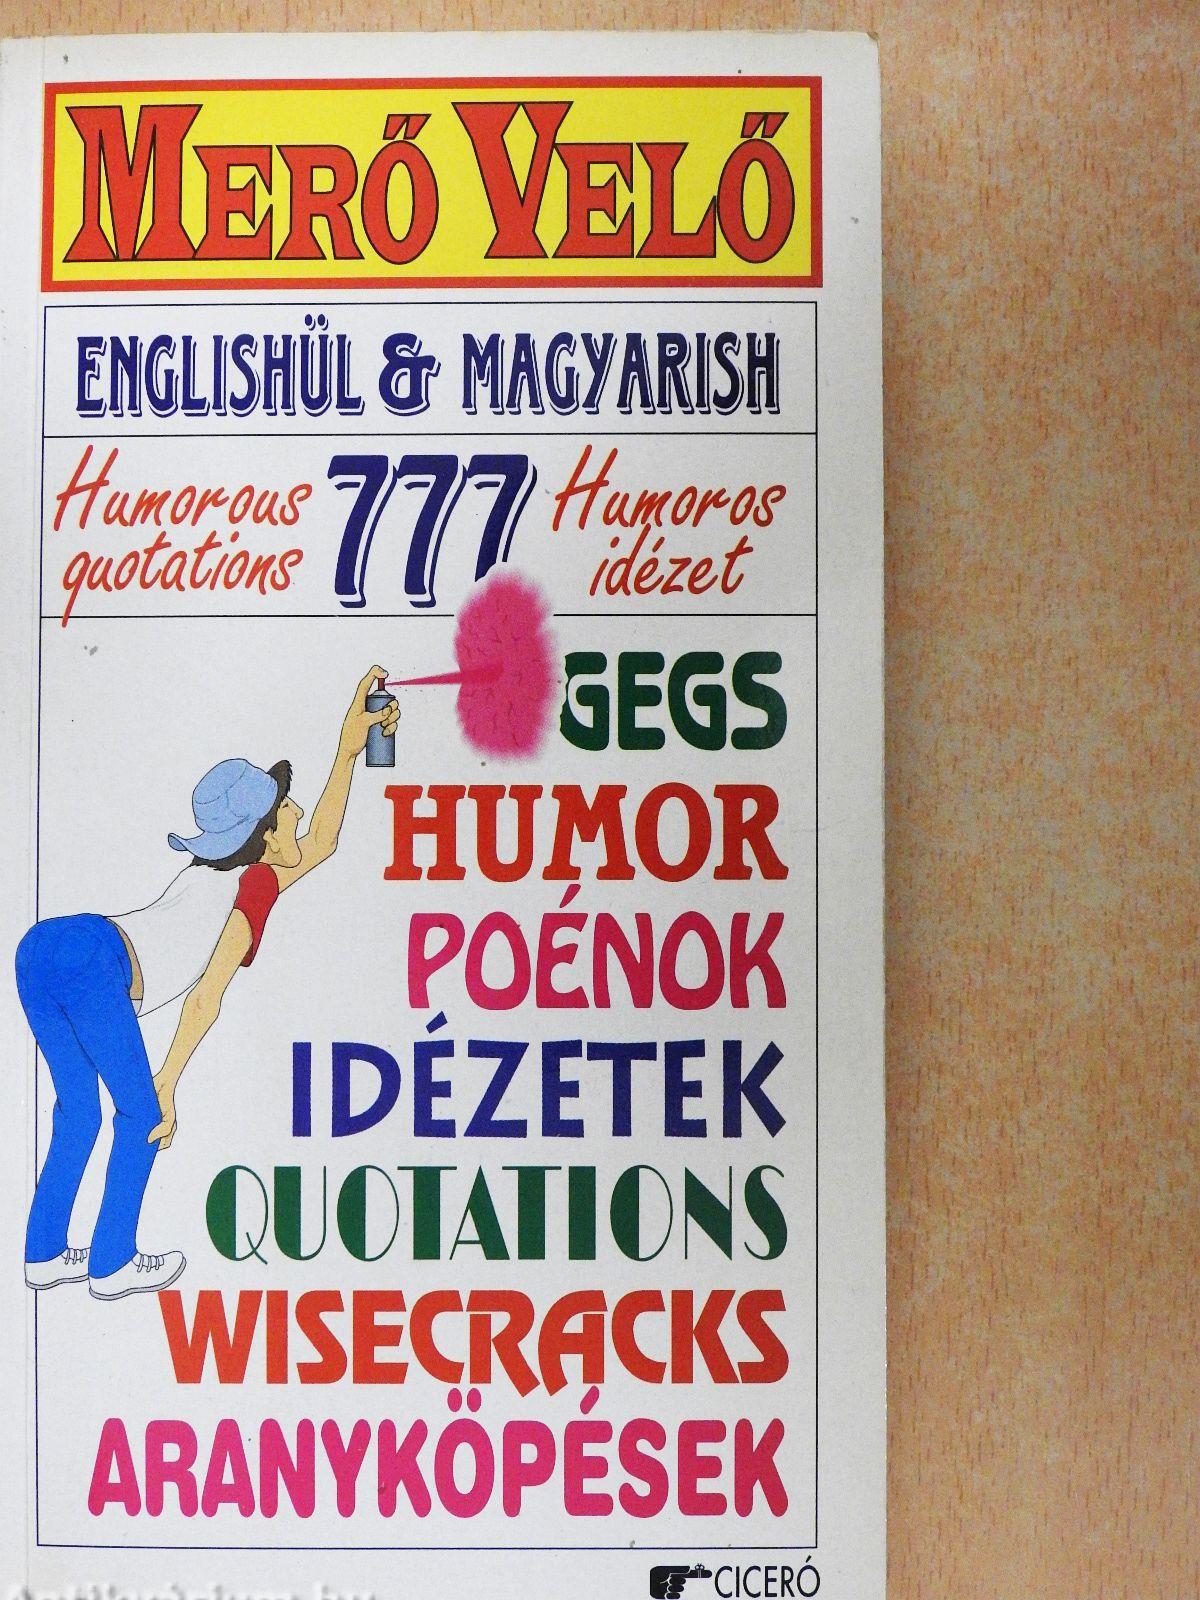 MERŐ VELŐ
ENGLISHÜL & MAGYARISH
Humorous quotations
777
Humoros idézet
GEGS
HUMOR
POÉNOK
IDÉZETEK
QUOTATIONS
WISECRACKS
ARANYKÖPÉSEK
CICERÓ